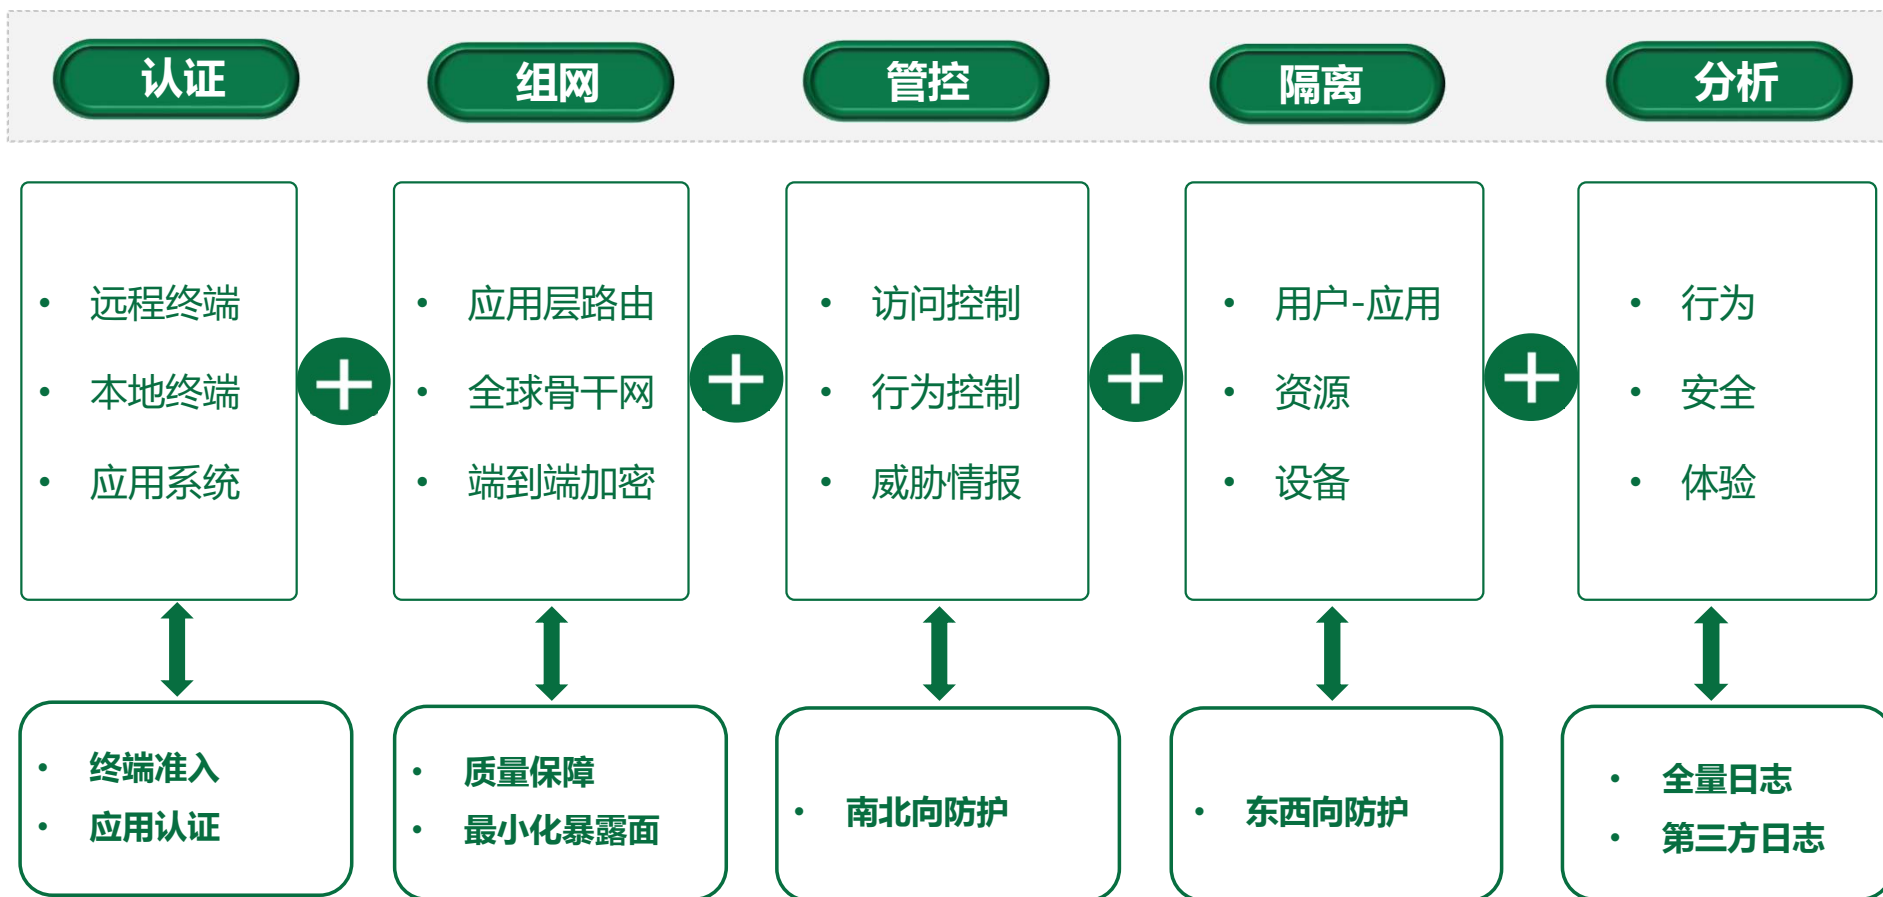 认证
组网
管控
隔离
分析
• 远程终端
• 本地终端
• 应用系统
• 应用层路由
• 全球骨干网
• 端到端加密
• 访问控制
• 行为控制
• 威胁情报
• 用户-应用
• 资源
• 设备
• 行为
• 安全
• 体验
• 终端准入
• 应用认证
• 质量保障
• 最小化暴露面
• 南北向防护
• 东西向防护
• 全量日志
• 第三方日志